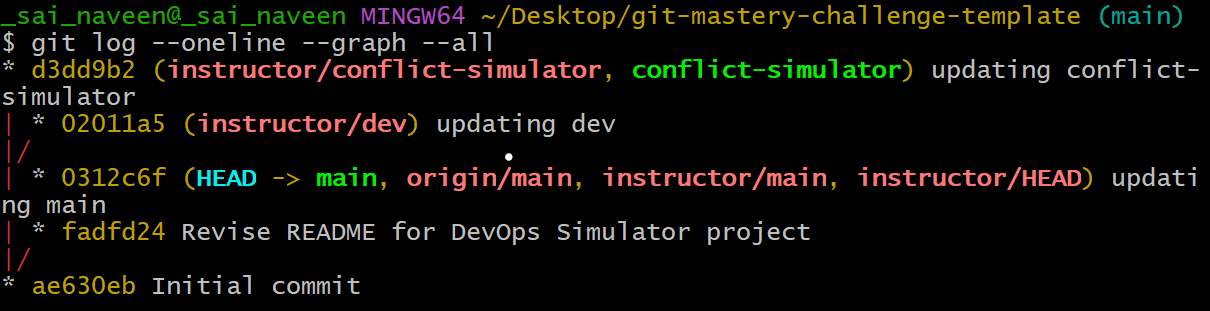 _sai_naveen@_sai_naveen MINGW64 ~/Desktop/git-mastery-challenge-template (main)
$ git log --oneline --graph --all
* d3dd9b2 (instructor/conflict-simulator, conflict-simulator) updating conflict-
simulator
| * 02011a5 (instructor/dev) updating dev
|/
| * 0312c6f (HEAD -> main, origin/main, instructor/main, instructor/HEAD) updati
ng main
| * fadfd24 Revise README for DevOps Simulator project
|/
* ae630eb Initial commit